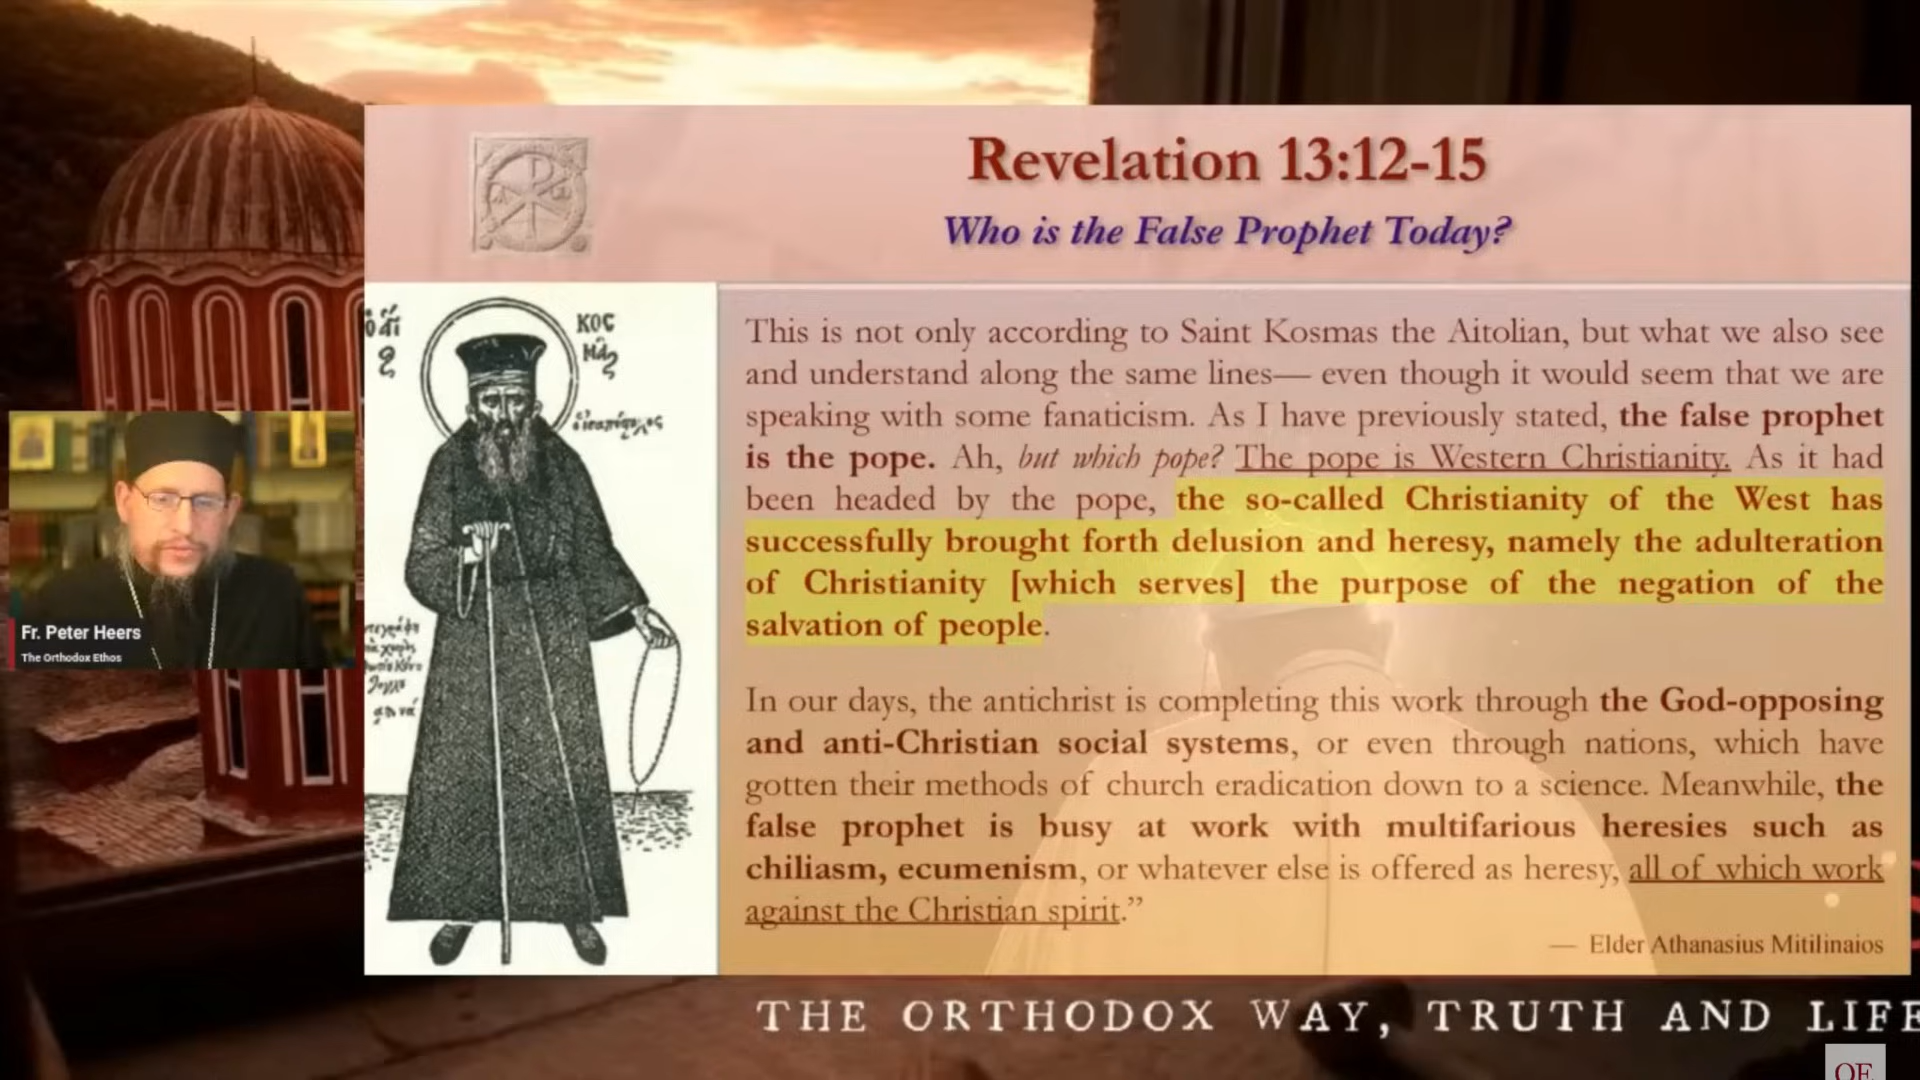 Revelation 13:12-15
Who is the False Prophet Today?
This is not only according to Saint Kosmas the Aitolian, but what we also see
and understand along the same lines— even though it would seem that we are
speaking with some fanaticism. As I have previously stated, the false prophet
is the pope. Ah, but which pope? The pope is Western Christianity. As it had
been headed by the pope, the so-called Christianity of the West has
successfully brought forth delusion and heresy, namely the adulteration
of Christianity [which serves] the purpose of the negation of the
salvation of people.
In our days, the antichrist is completing this work through the God-opposing
and anti-Christian social systems, or even through nations, which have
gotten their methods of church eradication down to a science. Meanwhile, the
false prophet is busy at work with multifarious heresies such as
chiliasm, ecumenism, or whatever else is offered as heresy, all of which work
against the Christian spirit.”
— Elder Athanasius Mitilinaios
ΚΟС
Fr. Peter Heers
The Orthodox Ethos
THE ORTHODOX WAY, TRUTH AND LIFE
OE